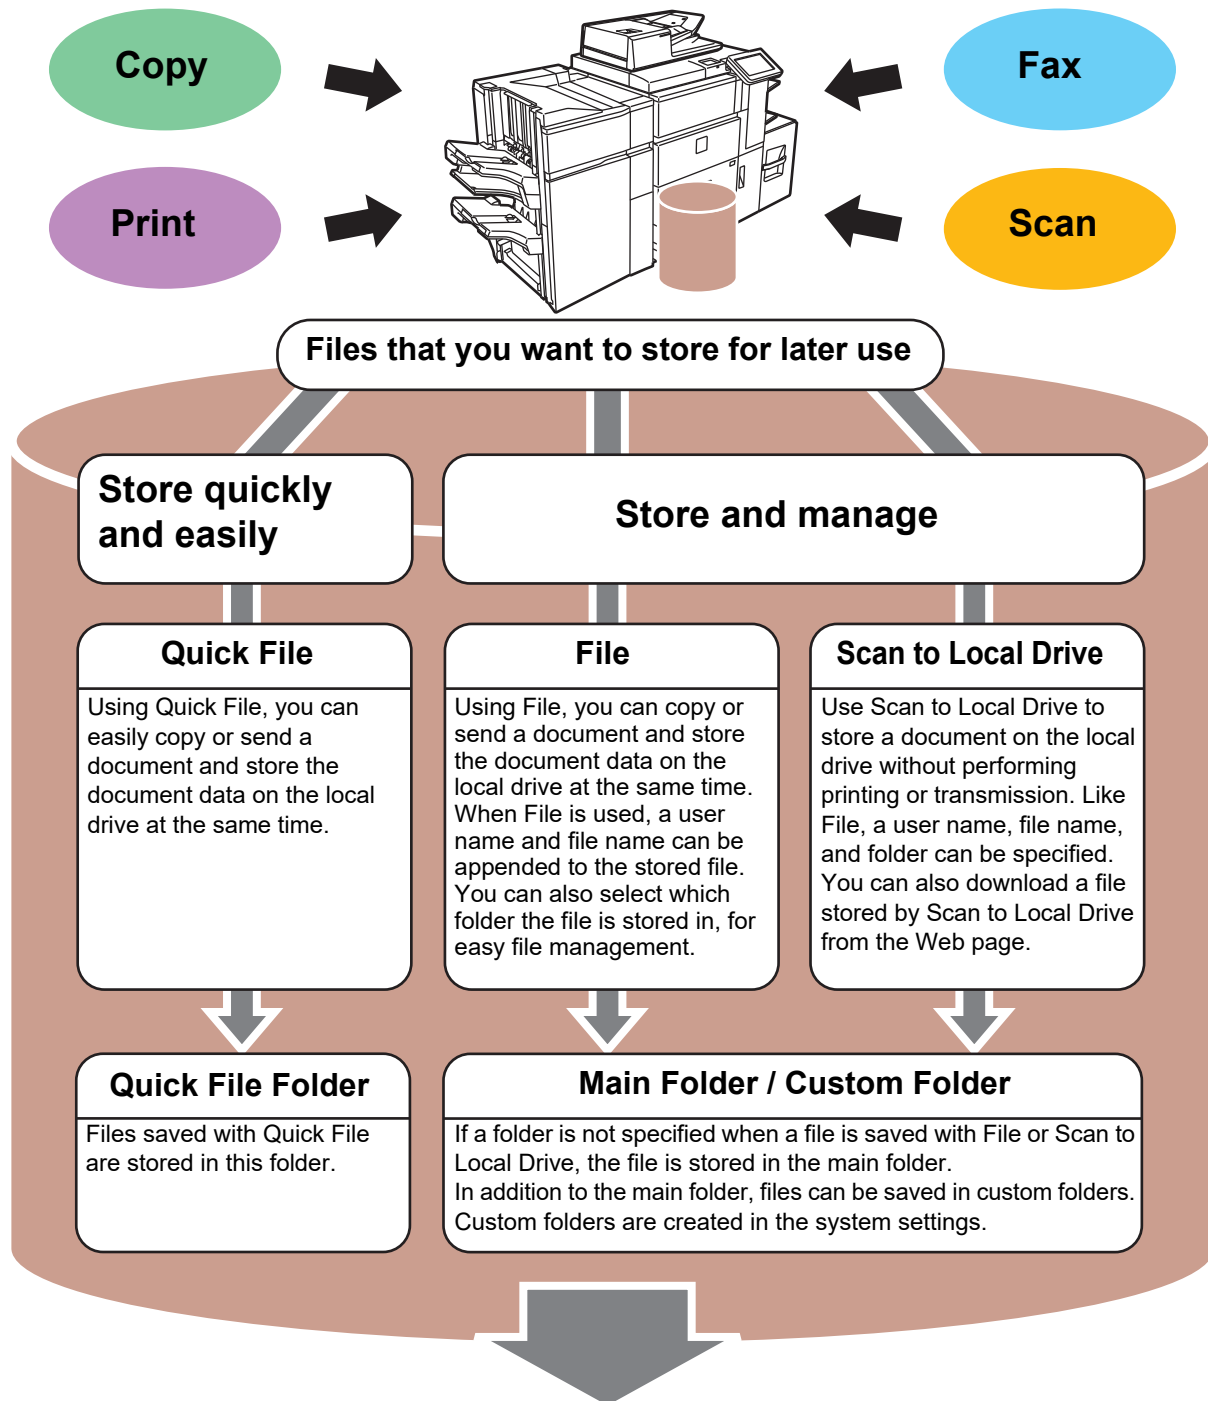 Copy
Fax
Print
Scan
Files that you want to store for later use
Store quickly
and easily
Store and manage
Quick File
Using Quick File, you can
easily copy or send a
document and store the
document data on the local
drive at the same time.
File
Using File, you can copy or
send a document and store
the document data on the
local drive at the same time.
When File is used, a user
name and file name can be
appended to the stored file.
You can also select which
folder the file is stored in, for
easy file management.
Scan to Local Drive
Use Scan to Local Drive to
store a document on the local
drive without performing
printing or transmission. Like
File, a user name, file name,
and folder can be specified.
You can also download a file
stored by Scan to Local Drive
from the Web page.
Quick File Folder
Files saved with Quick File
are stored in this folder.
Main Folder / Custom Folder
If a folder is not specified when a file is saved with File or Scan to
Local Drive, the file is stored in the main folder.
In addition to the main folder, files can be saved in custom folders.
Custom folders are created in the system settings.